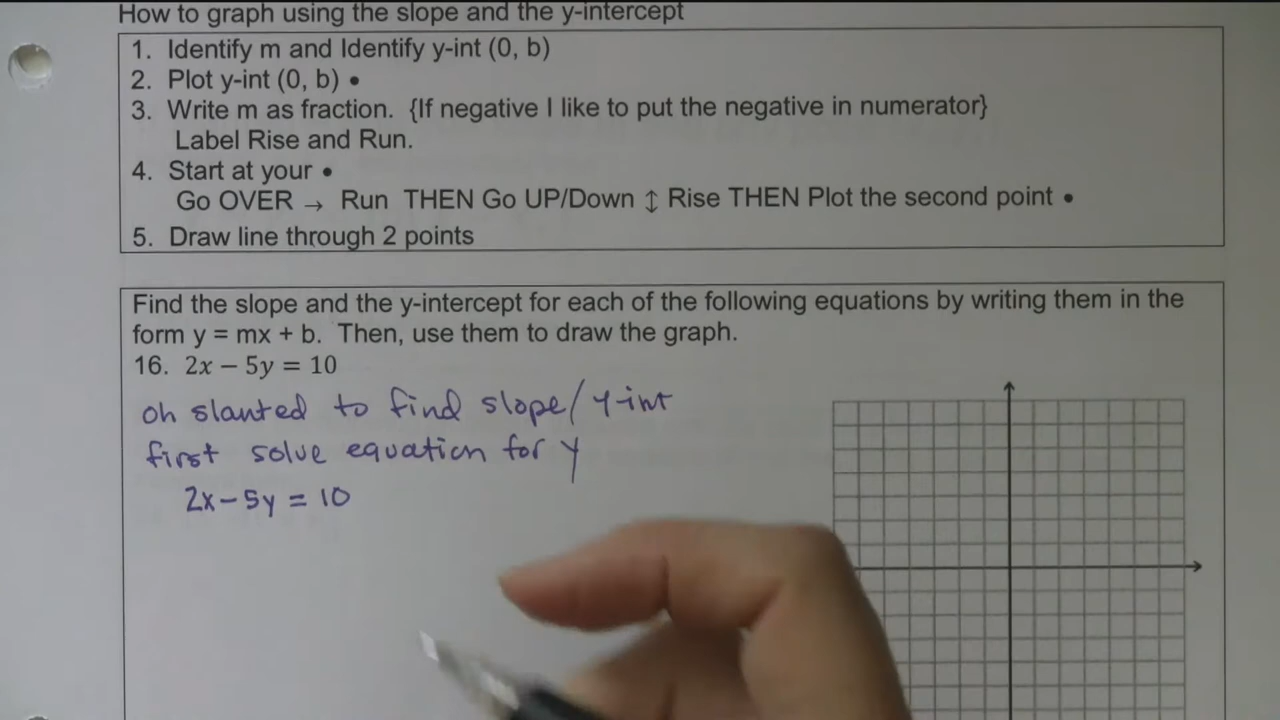 How to graph using the slope and the y-intercept
1. Identify m and Identify y-int (0, b)
2. Plot y-int (0, b) •
3. Write m as fraction. {If negative I like to put the negative in numerator}
Label Rise and Run.
4. Start at your •
Go OVER → Run THEN Go UP/Down ↕ Rise THEN Plot the second point •
5. Draw line through 2 points
Find the slope and the y-intercept for each of the following equations by writing them in the
form y = mx + b. Then, use them to draw the graph.
16. 2x − 5y = 10
oh slanted to find slope/y-int
first solve equation for y
2x − 5y = 10